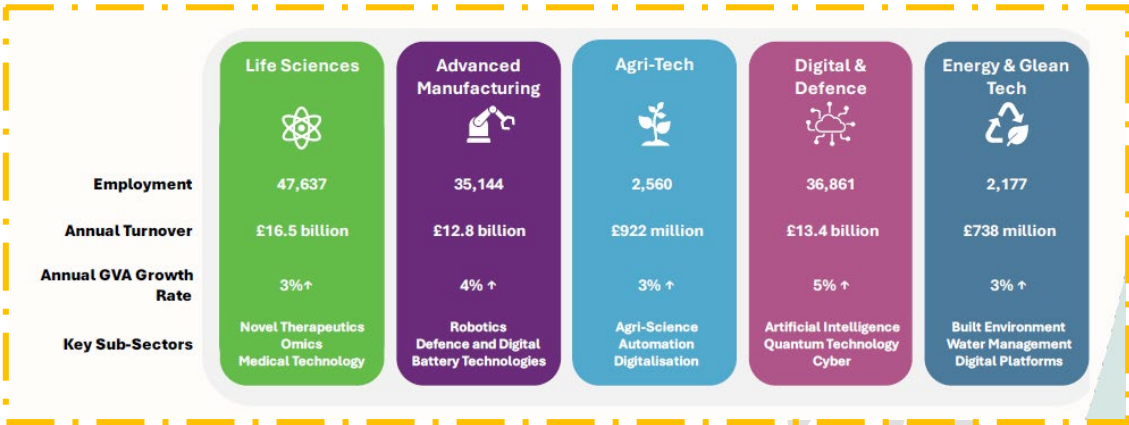 Life Sciences
Advanced
Manufacturing
Agri-Tech
Digital &
Defence
Energy & Glean
Tech
Employment
47,637
35,144
2,560
36,861
2,177
Annual Turnover
£16.5 billion
£12.8 billion
£922 million
£13.4 billion
£738 million
Annual GVA Growth
Rate
3%↑
4% ↑
3% ↑
5% ↑
3% ↑
Key Sub-Sectors
Novel Therapeutics
Omics
Medical Technology
Robotics
Defence and Digital
Battery Technologies
Agri-Science
Automation
Digitalisation
Artificial Intelligence
Quantum Technology
Cyber
Built Environment
Water Management
Digital Platforms